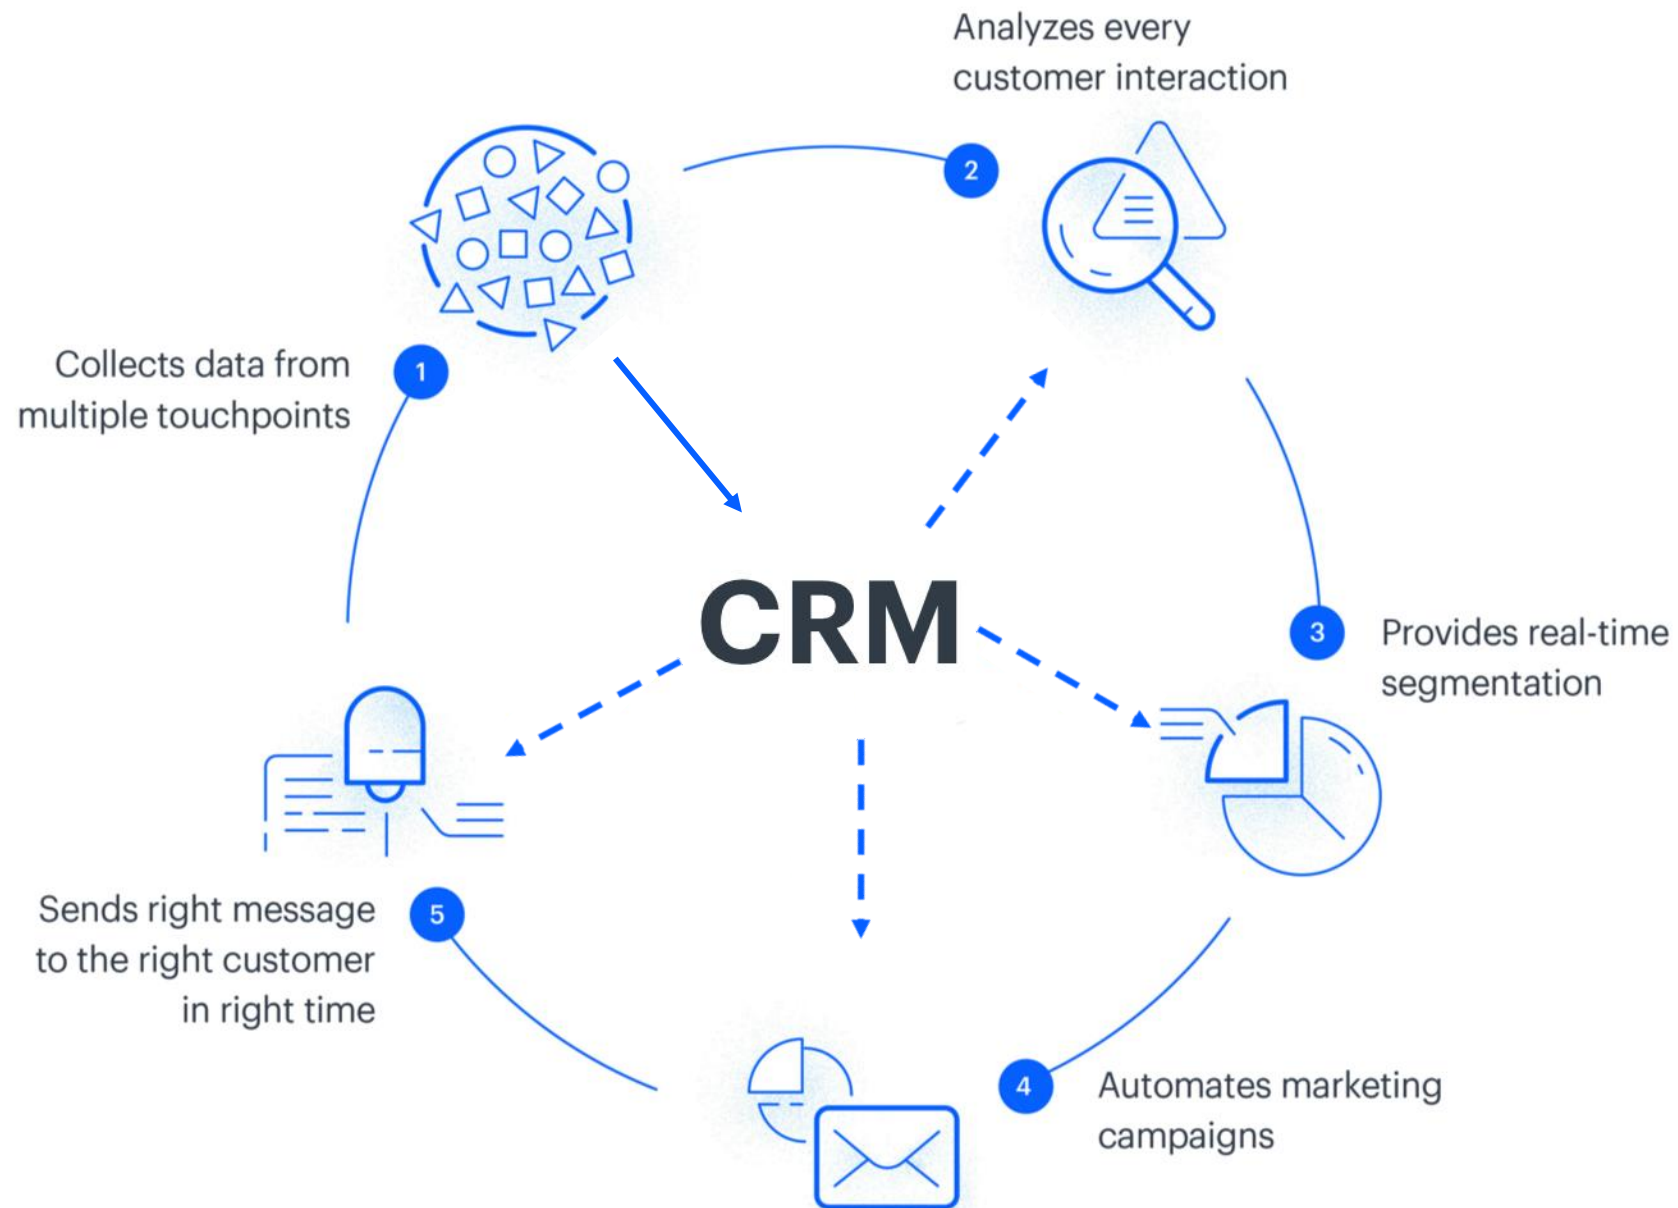 Analyzes every
customer interaction
2
Collects data from
multiple touchpoints
1
CRM
3
Provides real-time
segmentation
Sends right message
to the right customer
in right time
5
4
Automates marketing
campaigns